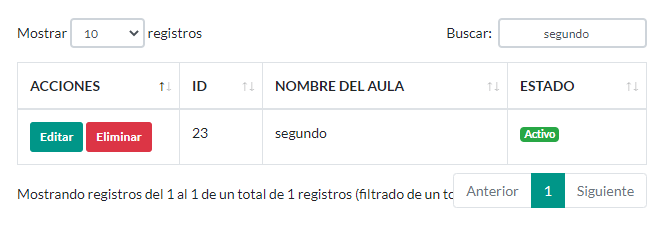 Mostrar 10 registros Buscar: segundo
ACCIONES ID NOMBRE DEL AULA ESTADO
Editar Eliminar 23 segundo Activo
Mostrando registros del 1 al 1 de un total de 1 registros (filtrado de un Anterior 1 Siguiente